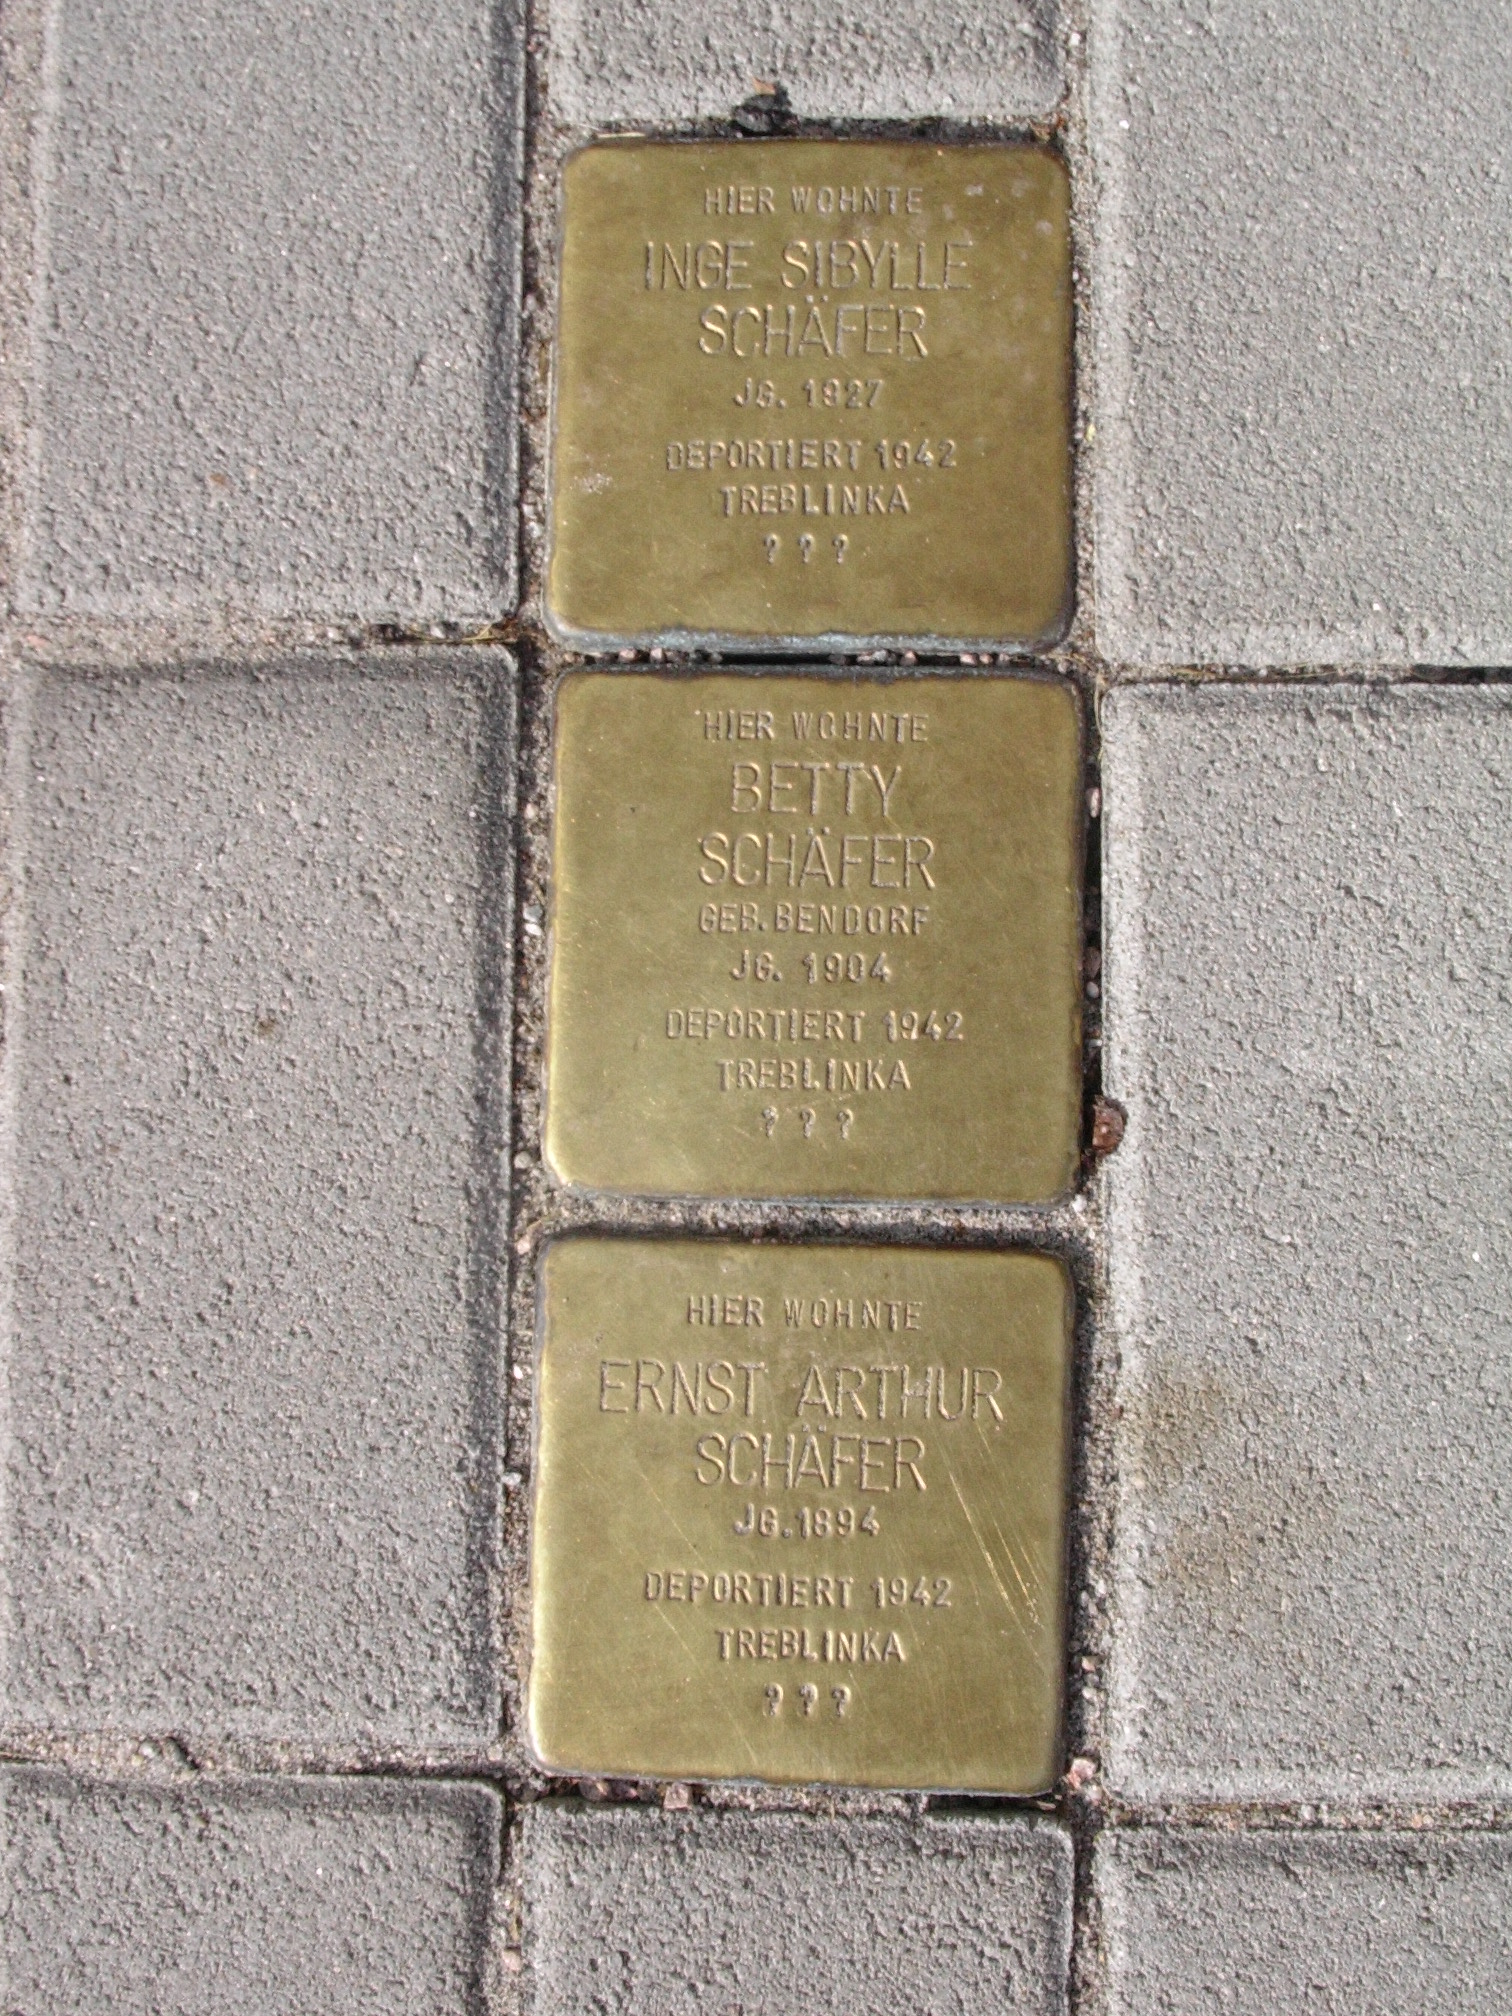 HIER WOHNTE
INGE SIBYLLE
SCHÄFER
JG. 1927
DEPORTIERT 1942
TREBLINKA
? ? ?
HIER WOHNTE
BETTY
SCHÄFER
GEB. BENDORF
JG. 1904
DEPORTIERT 1942
TREBLINKA
? ? ?
HIER WOHNTE
ERNST ARTHUR
SCHÄFER
JG. 1894
DEPORTIERT 1942
TREBLINKA
? ? ?